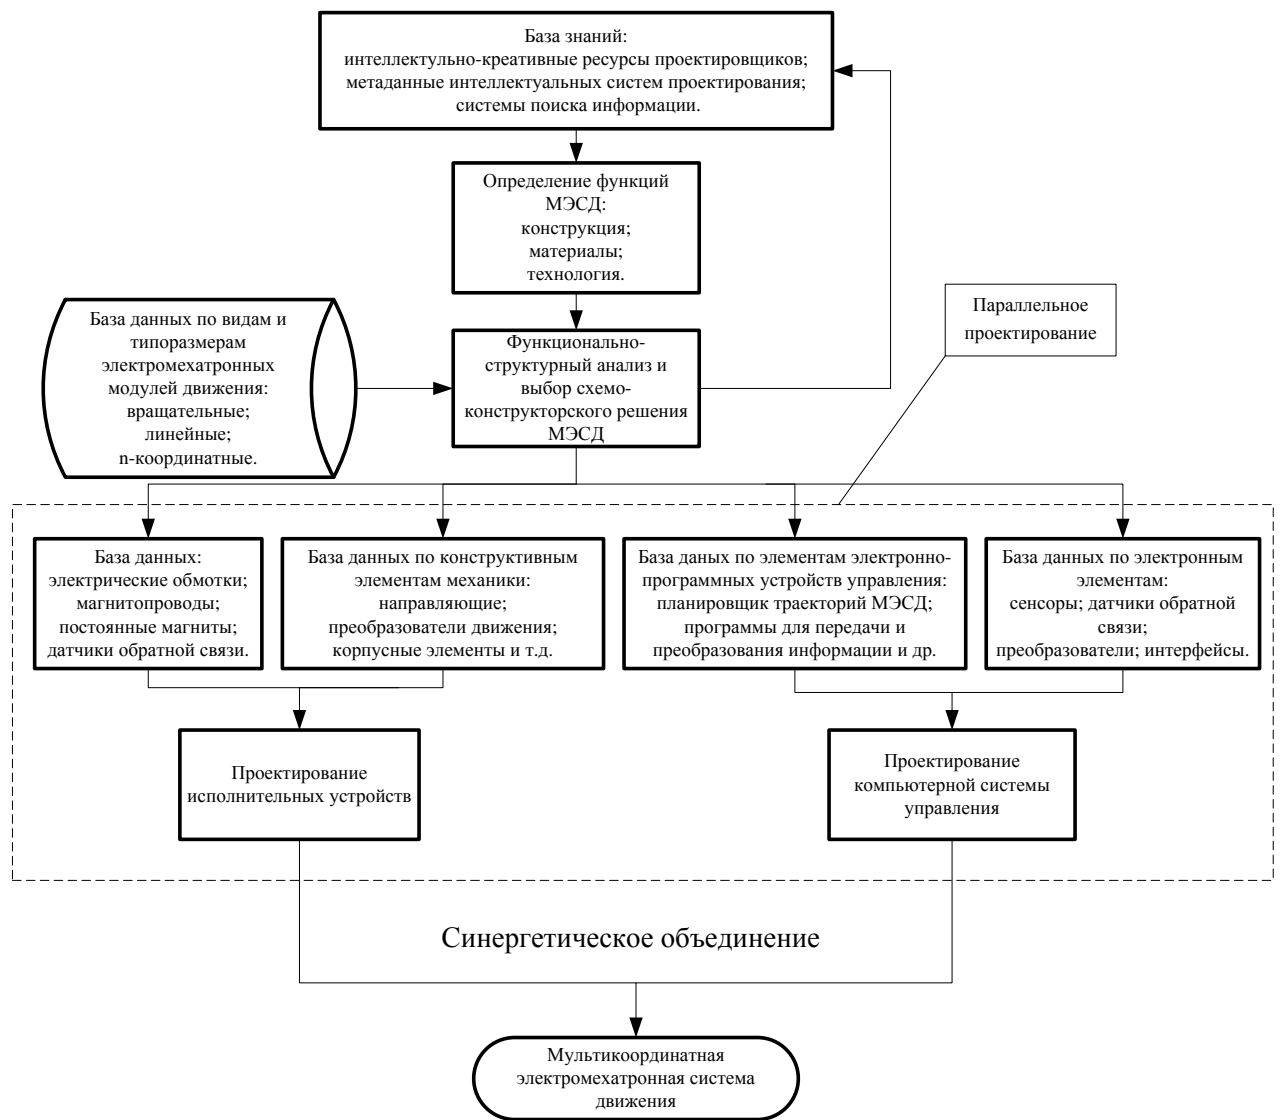 База знаний:
интеллектульно-креативные ресурсы проектировщиков;
метаданные интеллектуальных систем проектирования;
системы поиска информации.
Определение функций
МЭСД:
конструкция;
материалы;
технология.
Параллельное
проектирование
База данных по видам и
типоразмерам
электромехатронных
модулей движения:
вращательные;
линейные;
n-координатные.
Функционально-
структурный анализ и
выбор схемо-
конструкторского решения
МЭСД
База данных:
электрические обмотки;
магнитопроводы;
постоянные магниты;
датчики обратной связи.
База данных по конструктивным
элементам механики:
направляющие;
преобразователи движения;
корпусные элементы и т.д.
База даных по элементам электронно-
программных устройств управления:
планировщик траекторий МЭСД;
программы для передачи и
преобразования информации и др.
База данных по электронным
элементам:
сенсоры; датчики обратной
связи;
преобразователи; интерфейсы.
Проектирование
исполнительных устройств
Проектирование
компьютерной системы
управления
Синергетическое объединение
Мультикоординатная
электромехатронная система
движения